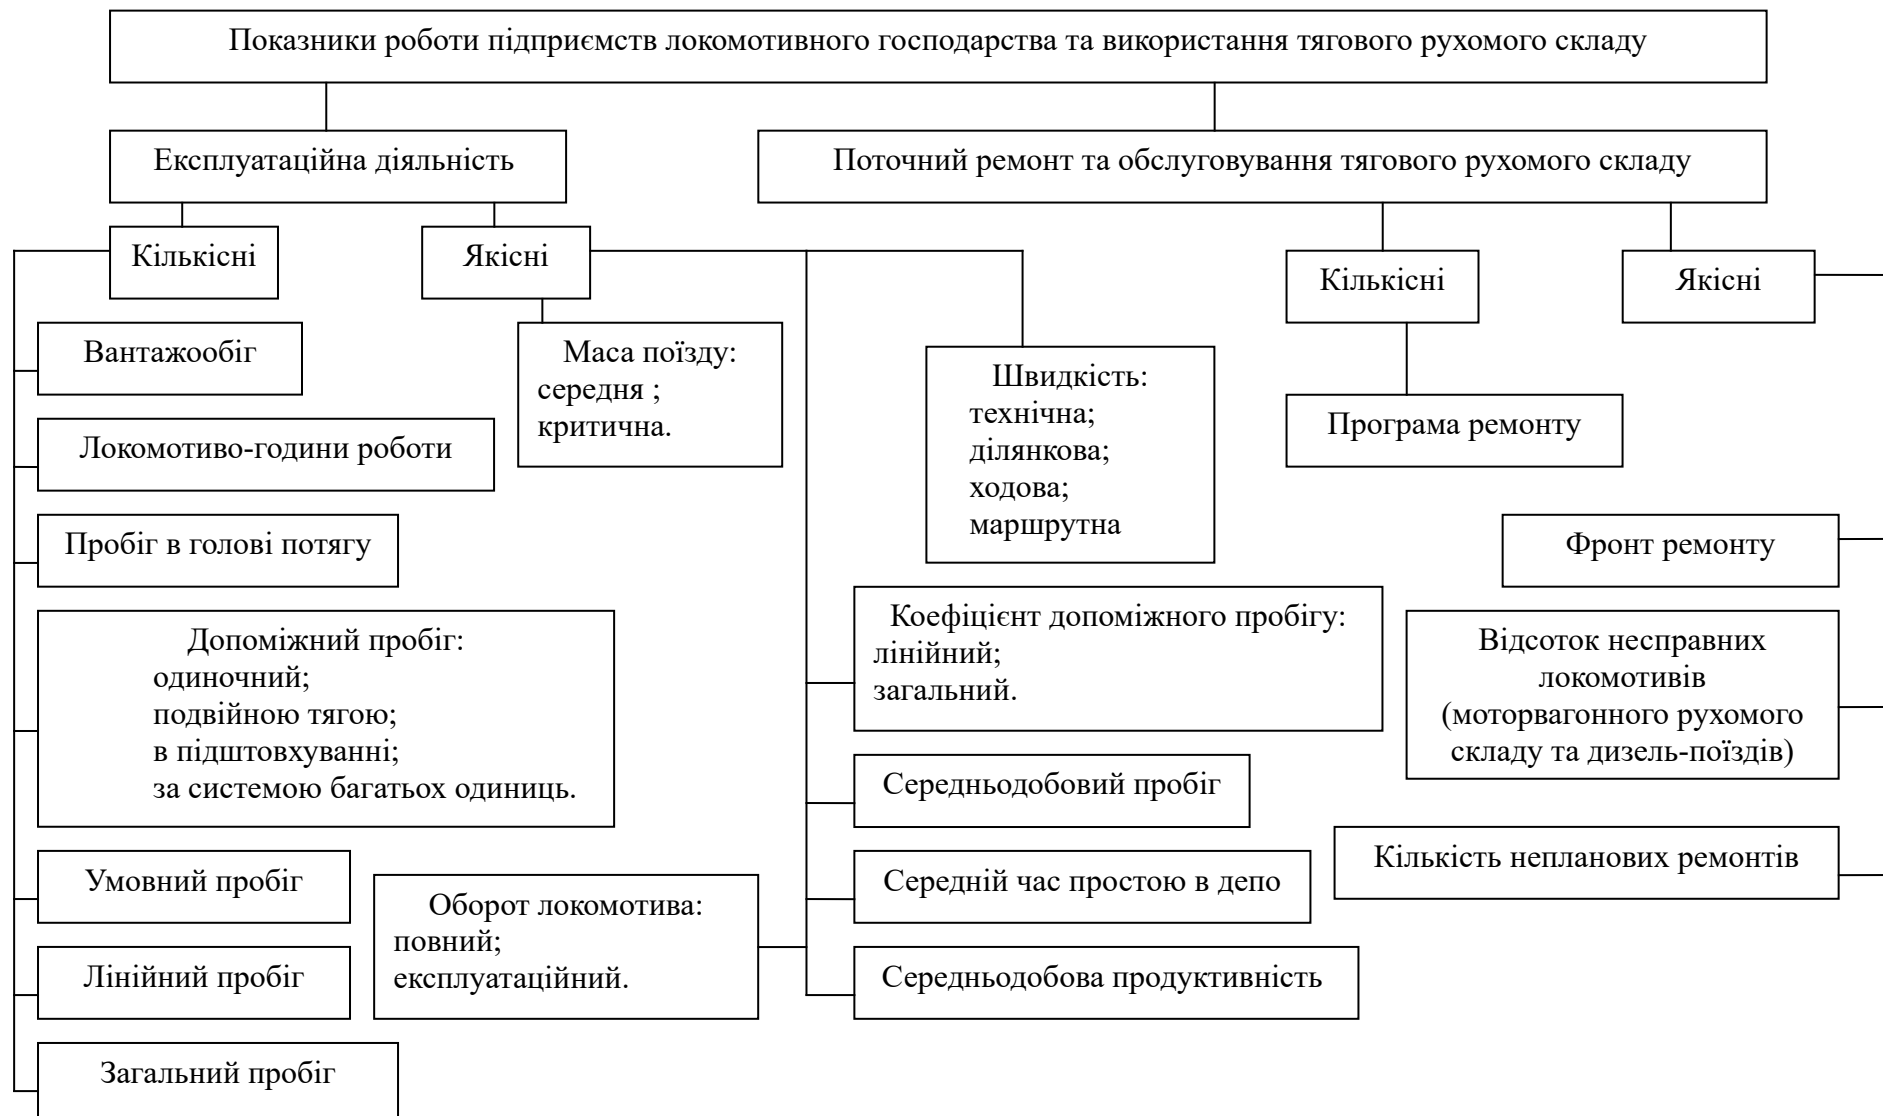 Показники роботи підприємств локомотивного господарства та використання тягового рухомого складу
Експлуатаційна діяльність
Поточний ремонт та обслуговування тягового рухомого складу
Кількісні
Якісні
Кількісні
Якісні
Вантажообіг
Локомотиво-години роботи
Пробіг в голові потягу
Допоміжний пробіг:
одиночний;
подвійною тягою;
в підштовхуванні;
за системою багатьох одиниць.
Умовний пробіг
Лінійний пробіг
Загальний пробіг
Маса поїзду:
середня ;
критична.
Швидкість:
технічна;
ділянкова;
ходова;
маршрутна
Коефіцієнт допоміжного пробігу:
лінійний;
загальний.
Середньодобовий пробіг
Середній час простою в депо
Оборот локомотива:
повний;
експлуатаційний.
Середньодобова продуктивність
Програма ремонту
Фронт ремонту
Відсоток несправних
локомотивів
(моторвагонного рухомого
складу та дизель-поїздів)
Кількість непланових ремонтів